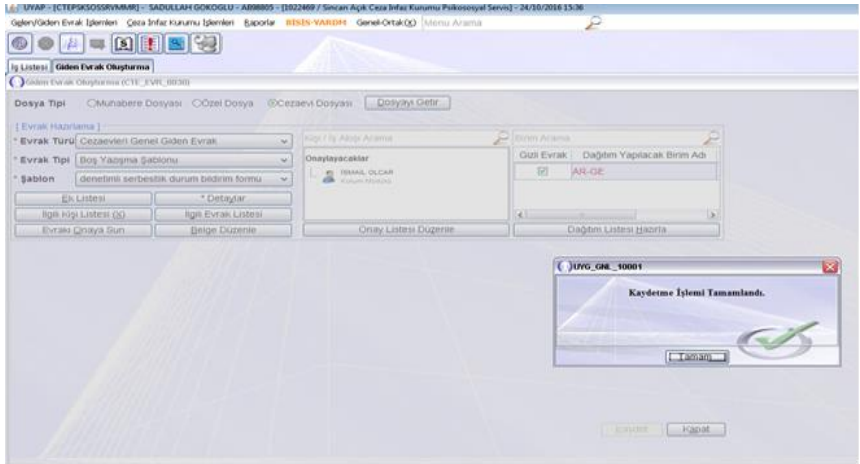 UYAP - [CTEPSKSOSSRVMMR] - SADULLAH GÖKOĞLU - AB98805 - [1022469 / Sincan Açık Ceza İnfaz Kurumu Psikososyal Servis] - 24/10/2016 15:36
Gelen/Giden Evrak İşlemleri Ceza İnfaz Kurumu İşlemleri Raporlar BİSİS-YARDIM Genel-Ortak(X) Menu Arama
İş Listesi Giden Evrak Oluşturma
Giden Evrak Oluşturma (CTE_EVR_0030)
Dosya Tipi Muhabere Dosyası Özel Dosya Cezaevi Dosyası Dosyayı Getir
[ Evrak Hazırlama ]
* Evrak Türü Cezaevleri Genel Giden Evrak
* Evrak Tipi Boş Yazışma Şablonu
* Şablon denetimli serbestlik durum bildirim formu
Ek Listesi * Detaylar
İlgili Kişi Listesi (X) İlgili Evrak Listesi
Evrakı Onaya Sun Belge Düzenle
Kişi / İş Akışı Arama
Onaylayacaklar
İSMAİL OLCAR
Kurum Müdürü
Onay Listesi Düzenle
Birim Arama
Gizli Evrak Dağıtım Yapılacak Birim Adı
AR-GE
Dağıtım Listesi Hazırla
UYG_GNL_10001
Kaydetme İşlemi Tamamlandı.
Tamam
Kaydet Kapat